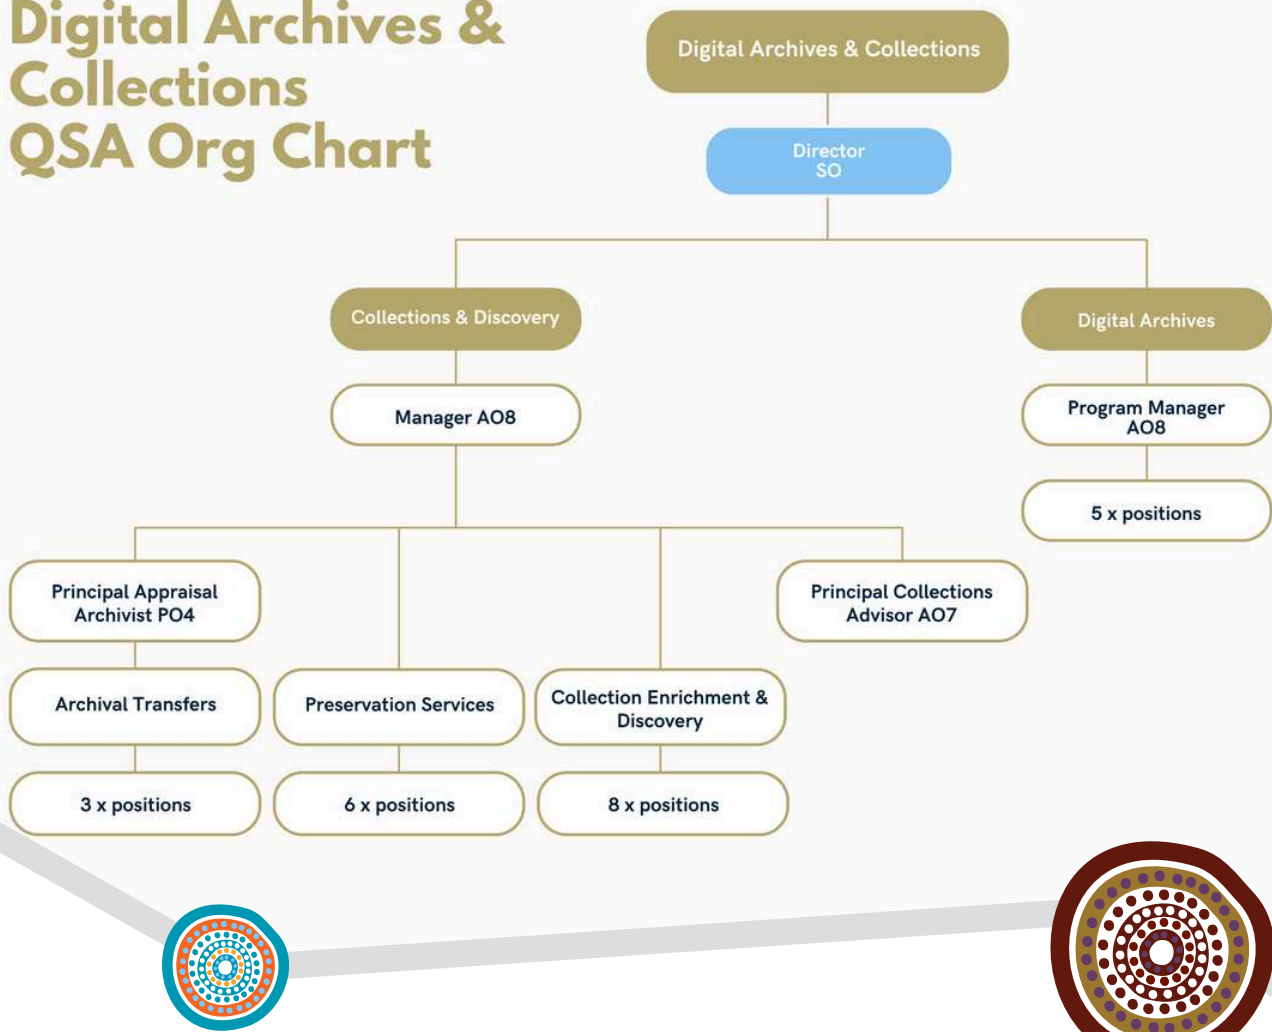 Digital Archives &
Collections
QSA Org Chart
Digital Archives & Collections
Director
SO
Collections & Discovery
Digital Archives
Manager AO8
Program Manager
AO8
5 x positions
Principal Appraisal
Archivist PO4
Principal Collections
Advisor AO7
Archival Transfers
Preservation Services
Collection Enrichment &
Discovery
3 x positions
6 x positions
8 x positions